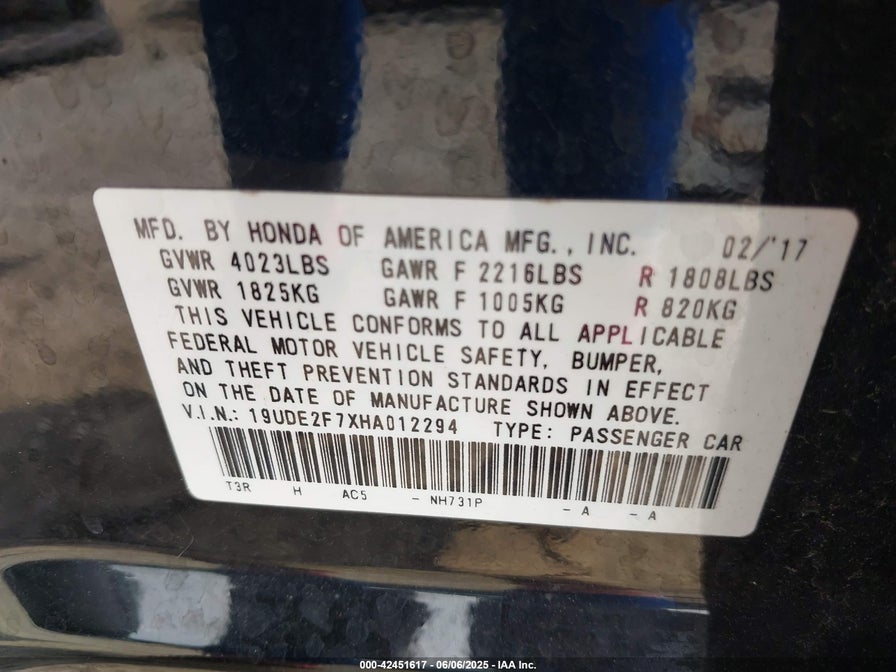 MFD. BY HONDA OF AMERICA MFG., INC. 02/'17
GVWR 4023LBS GAWR F 2216LBS R 1808LBS
GVWR 1825KG GAWR F 1005KG R 820KG
THIS VEHICLE CONFORMS TO ALL APPLICABLE
FEDERAL MOTOR VEHICLE SAFETY, BUMPER,
AND THEFT PREVENTION STANDARDS IN EFFECT
ON THE DATE OF MANUFACTURE SHOWN ABOVE.
V.I.N.: 19UDE2F7XHA012294 TYPE: PASSENGER CAR
T3R H AC5 - NH731P - A - A
000-42451617 - 06/06/2025 - IAA Inc.